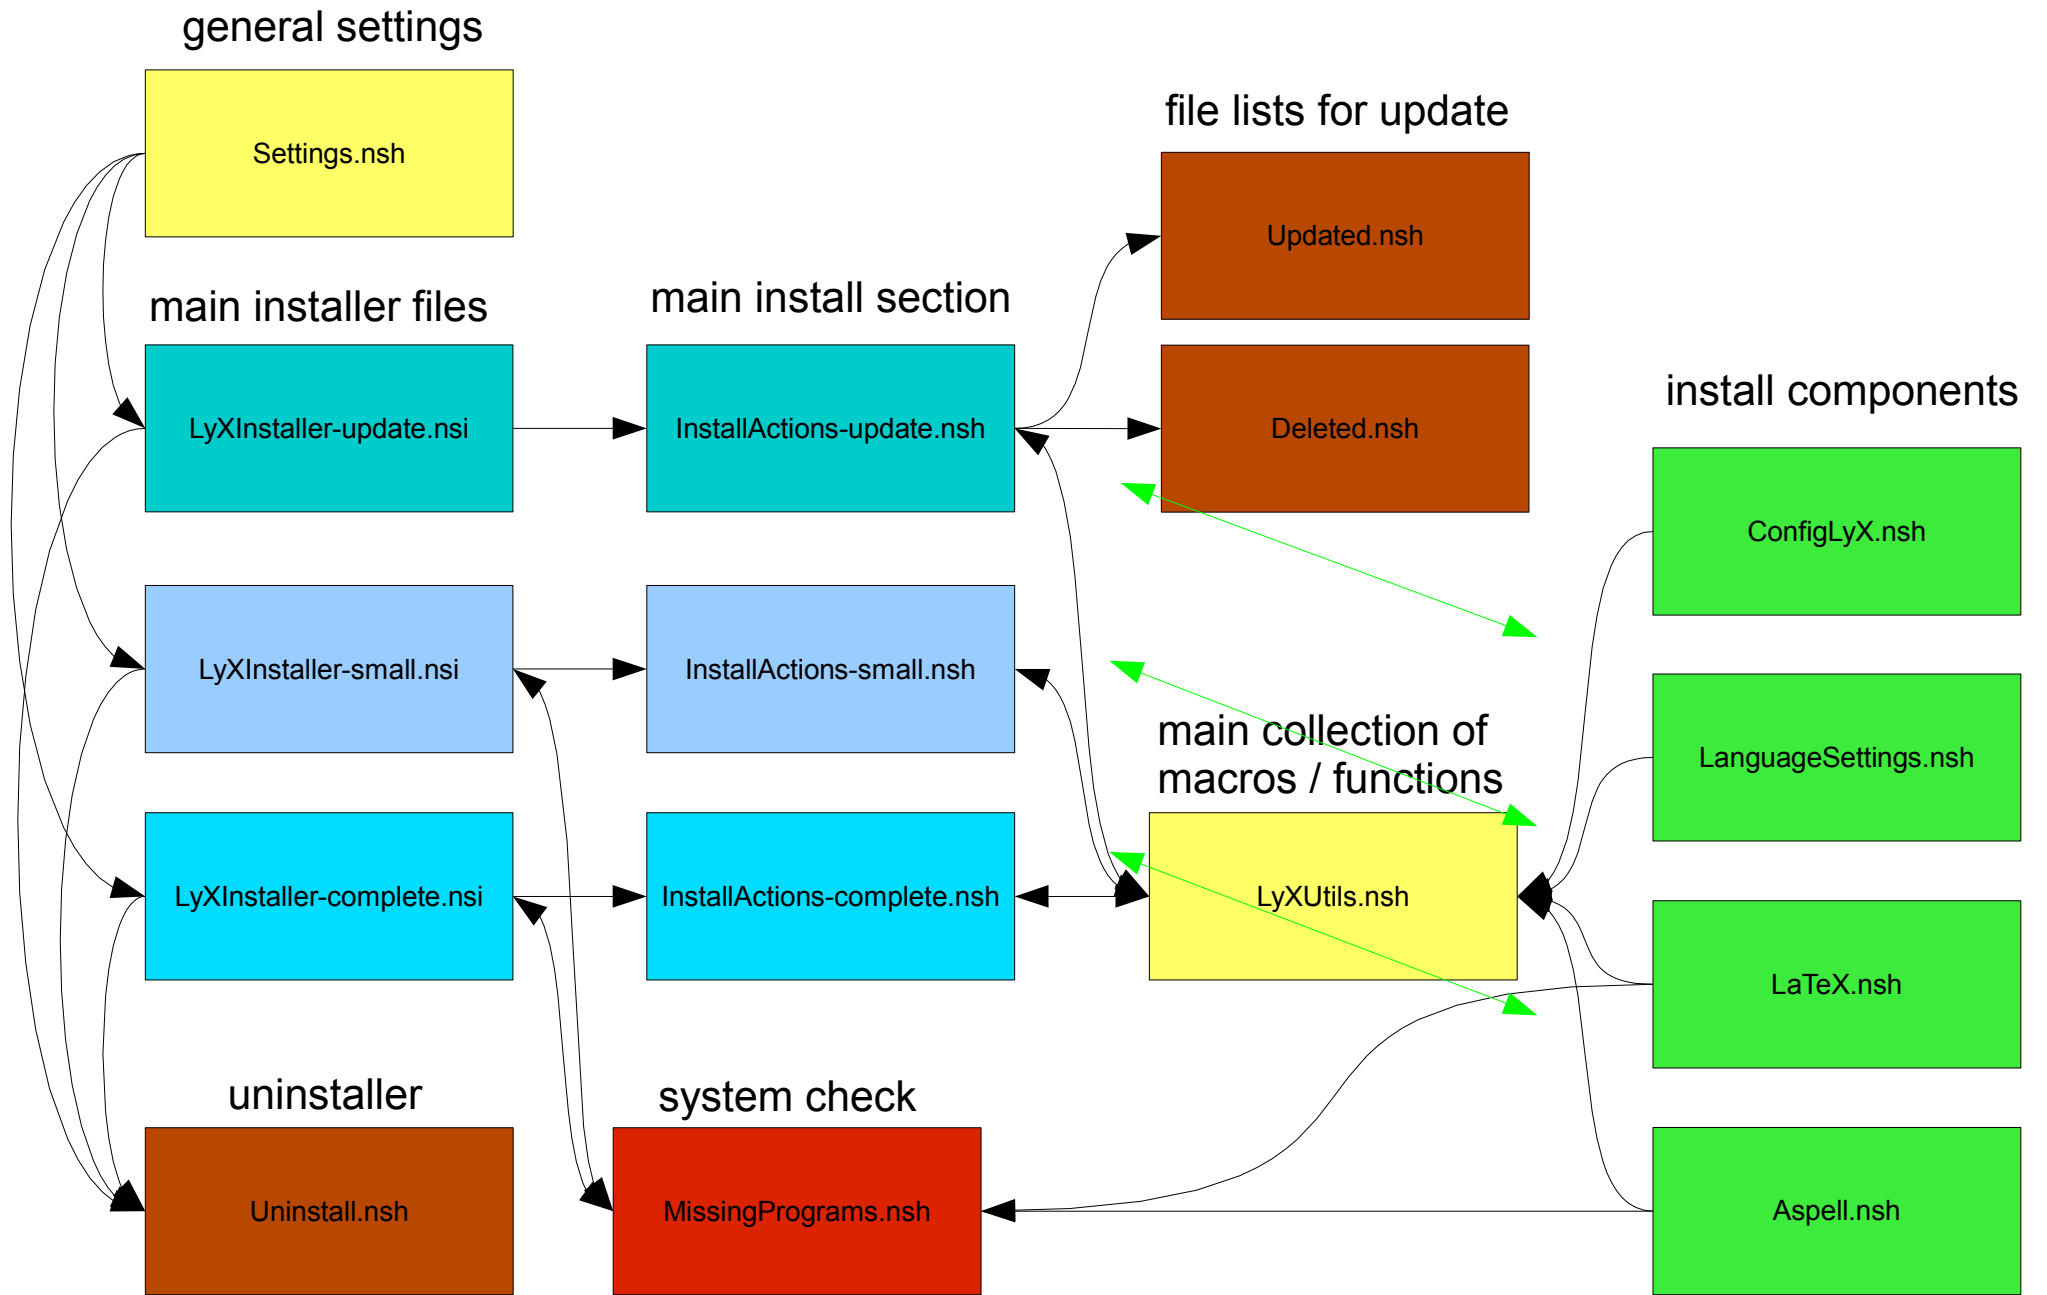 general settings
Settings.nsh
file lists for update
Updated.nsh
main installer files
main install section
LyXInstaller-update.nsi
InstallActions-update.nsh
Deleted.nsh
install components
ConfigLyX.nsh
LyXInstaller-small.nsi
InstallActions-small.nsh
main collection of
macros / functions
LanguageSettings.nsh
LyXInstaller-complete.nsi
InstallActions-complete.nsh
LyXUtils.nsh
LaTeX.nsh
uninstaller
system check
Uninstall.nsh
MissingPrograms.nsh
Aspell.nsh